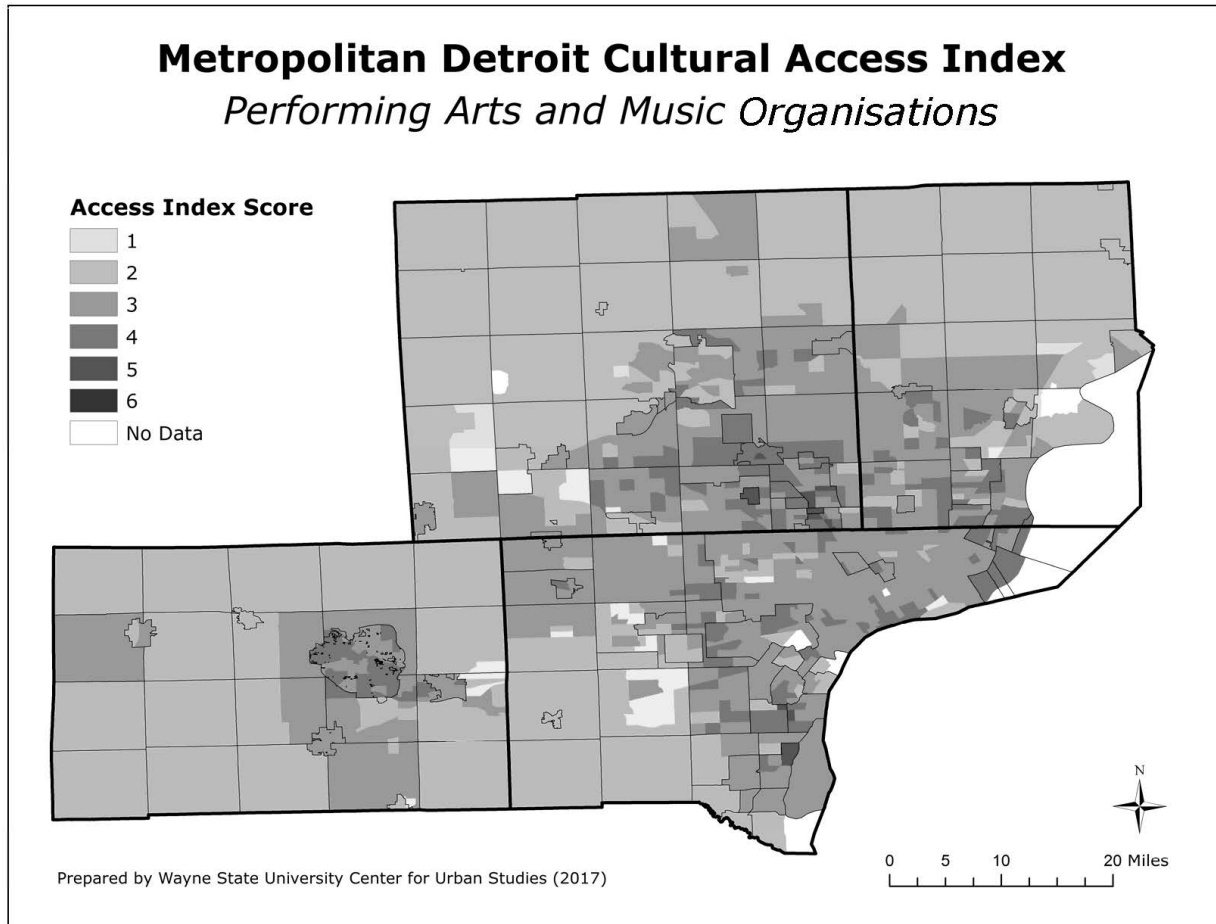 Metropolitan Detroit Cultural Access Index
Performing Arts and Music Organisations
Access Index Score
1
2
3
4
5
6
No Data
N
0 5 10 20 Miles
Prepared by Wayne State University Center for Urban Studies (2017)